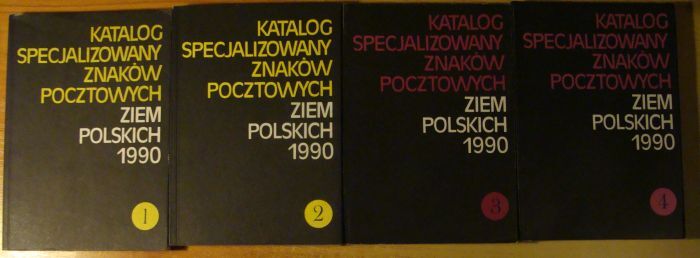 KATALOG
SPECJALIZOWANY
ZNAKÓW
POCZTOWYCH
ZIEM
POLSKICH
1990
1
KATALOG
SPECJALIZOWANY
ZNAKÓW
POCZTOWYCH
ZIEM
POLSKICH
1990
2
KATALOG
SPECJALIZOWANY
ZNAKÓW
POCZTOWYCH
ZIEM
POLSKICH
1990
3
KATALOG
SPECJALIZOWANY
ZNAKÓW
POCZTOWYCH
ZIEM
POLSKICH
1990
4